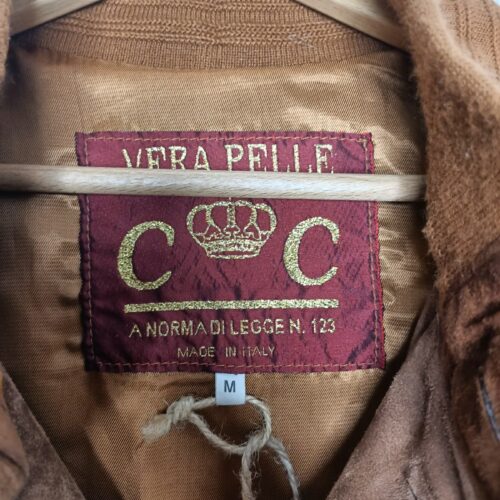 VERA PELLE
C C
A NORMA DI LEGGE N. 123
MADE IN ITALY
M